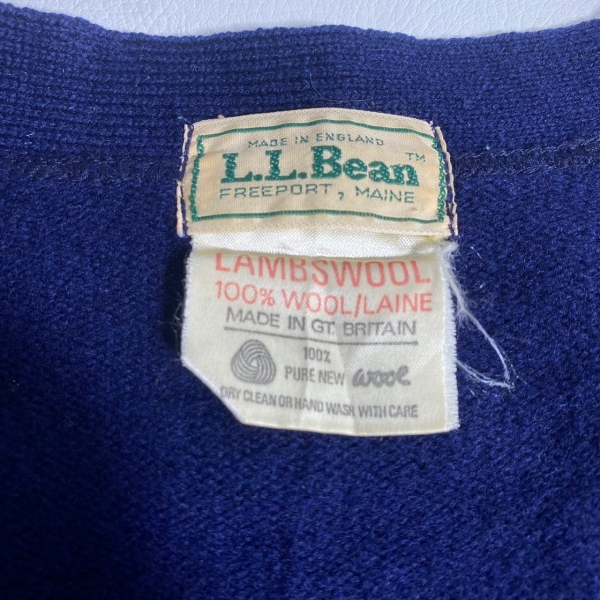 MADE IN ENGLAND
L.L.Bean™
FREEPORT, MAINE
LAMBSWOOL
100% WOOL/LAINE
MADE IN GT. BRITAIN
100%
PURE NEW wool
DRY CLEAN OR HAND WASH WITH CARE